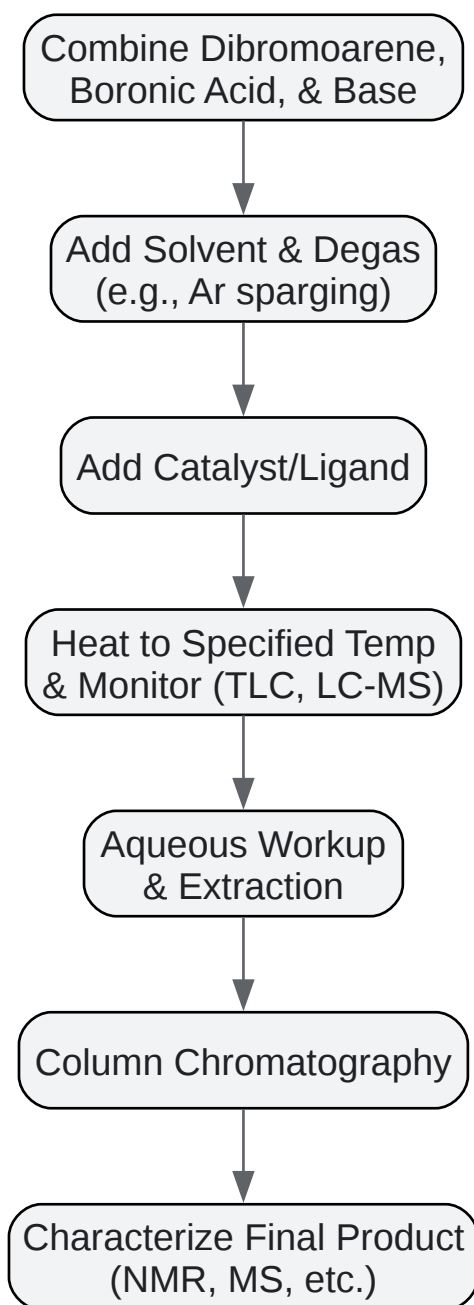 Combine Dibromoarene,
Boronic Acid, & Base
Add Solvent & Degas
(e.g., Ar sparging)
Add Catalyst/Ligand
Heat to Specified Temp
& Monitor (TLC, LC-MS)
Aqueous Workup
& Extraction
Column Chromatography
Characterize Final Product
(NMR, MS, etc.)